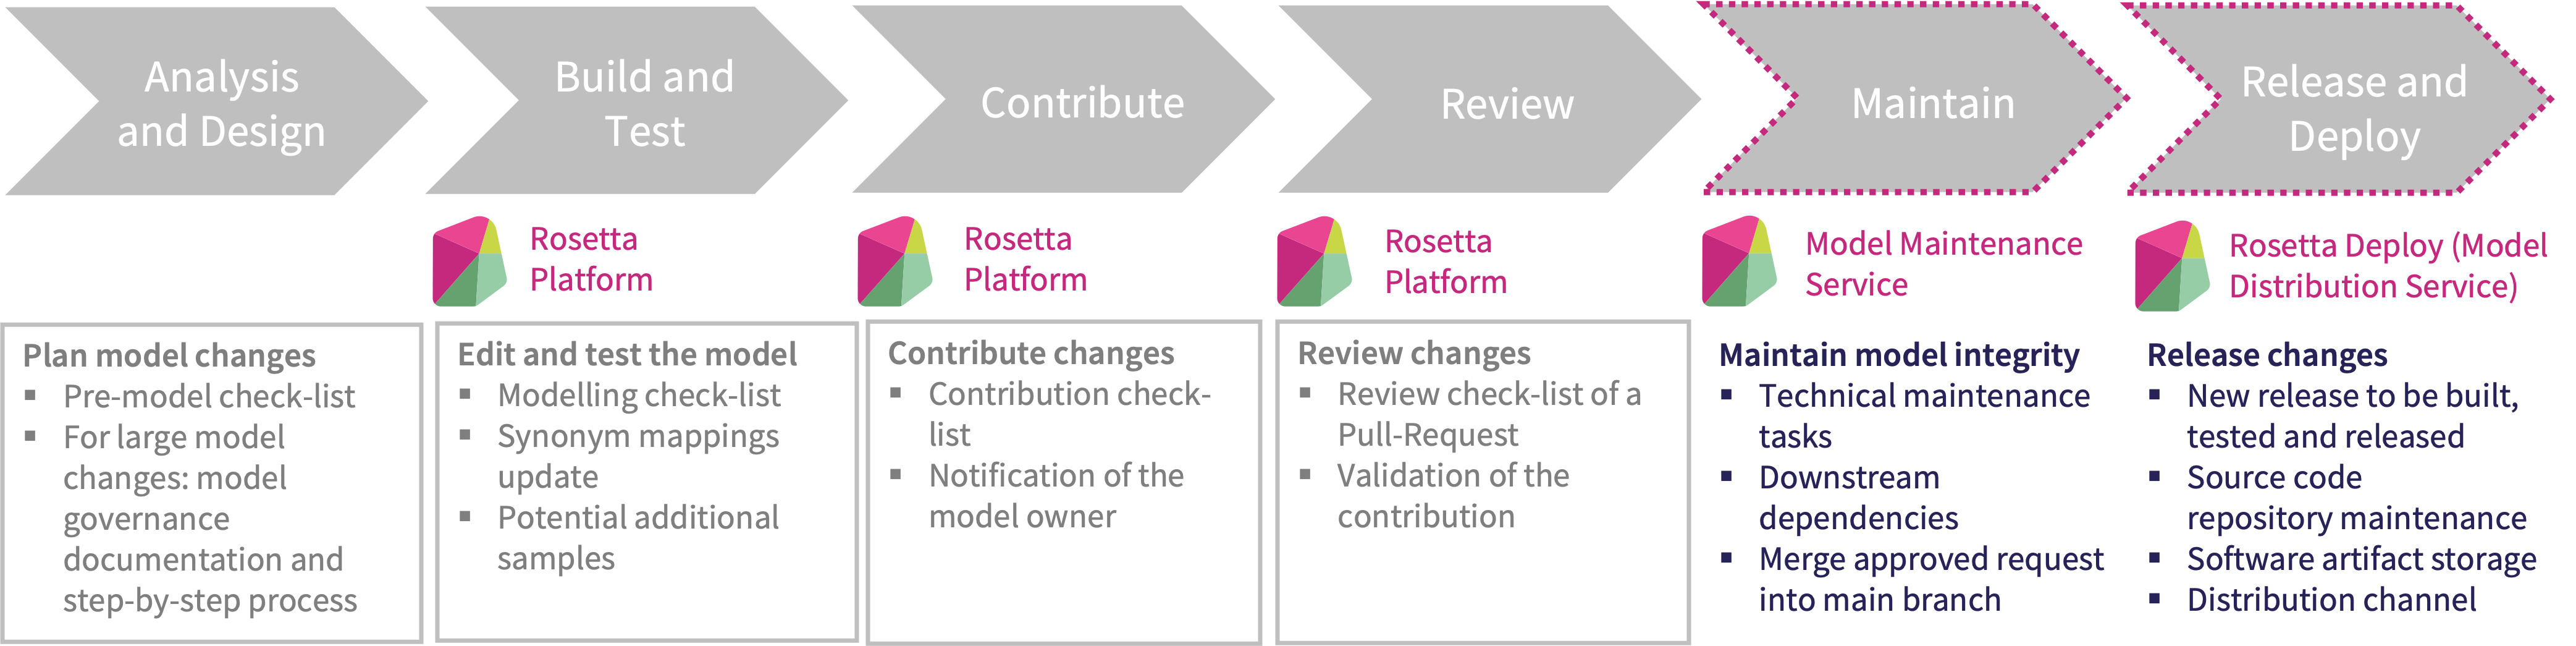 Analysis
and Design
Build and
Test
Contribute
Review
Maintain
Release and
Deploy
Rosetta
Platform
Rosetta
Platform
Rosetta
Platform
Model Maintenance
Service
Rosetta Deploy (Model
Distribution Service)
Plan model changes
▪ Pre-model check-list
▪ For large model
changes: model
governance
documentation and
step-by-step process
Edit and test the model
▪ Modelling check-list
▪ Synonym mappings
update
▪ Potential additional
samples
Contribute changes
▪ Contribution check-
list
▪ Notification of the
model owner
Review changes
▪ Review check-list of a
Pull-Request
▪ Validation of the
contribution
Maintain model integrity
▪ Technical maintenance
tasks
▪ Downstream
dependencies
▪ Merge approved request
into main branch
Release changes
▪ New release to be built,
tested and released
▪ Source code
repository maintenance
▪ Software artifact storage
▪ Distribution channel